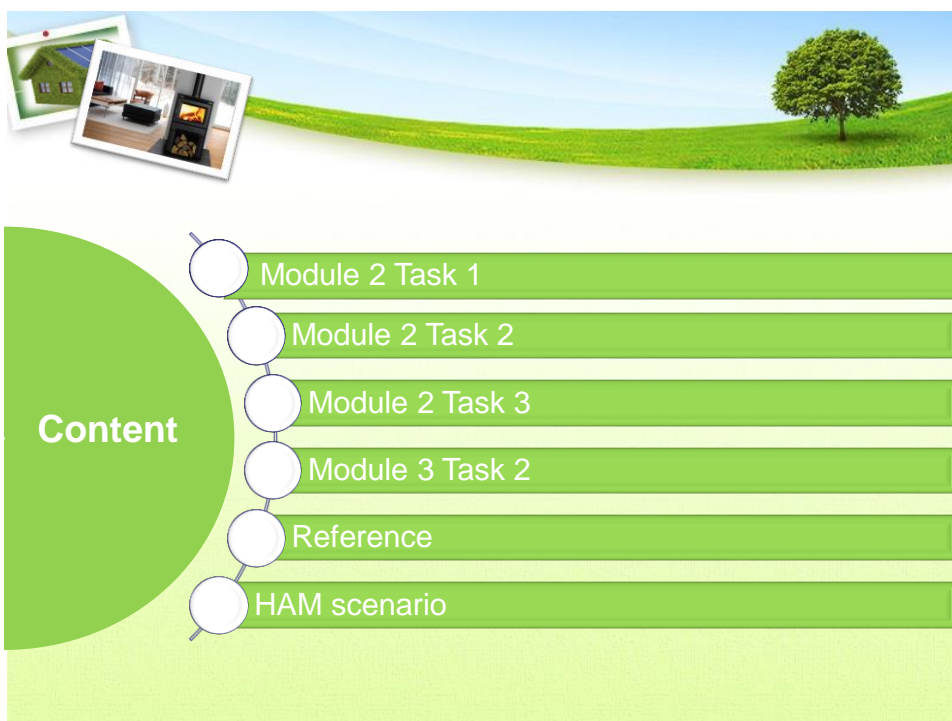 Content
Module 2 Task 1
Module 2 Task 2
Module 2 Task 3
Module 3 Task 2
Reference
HAM scenario